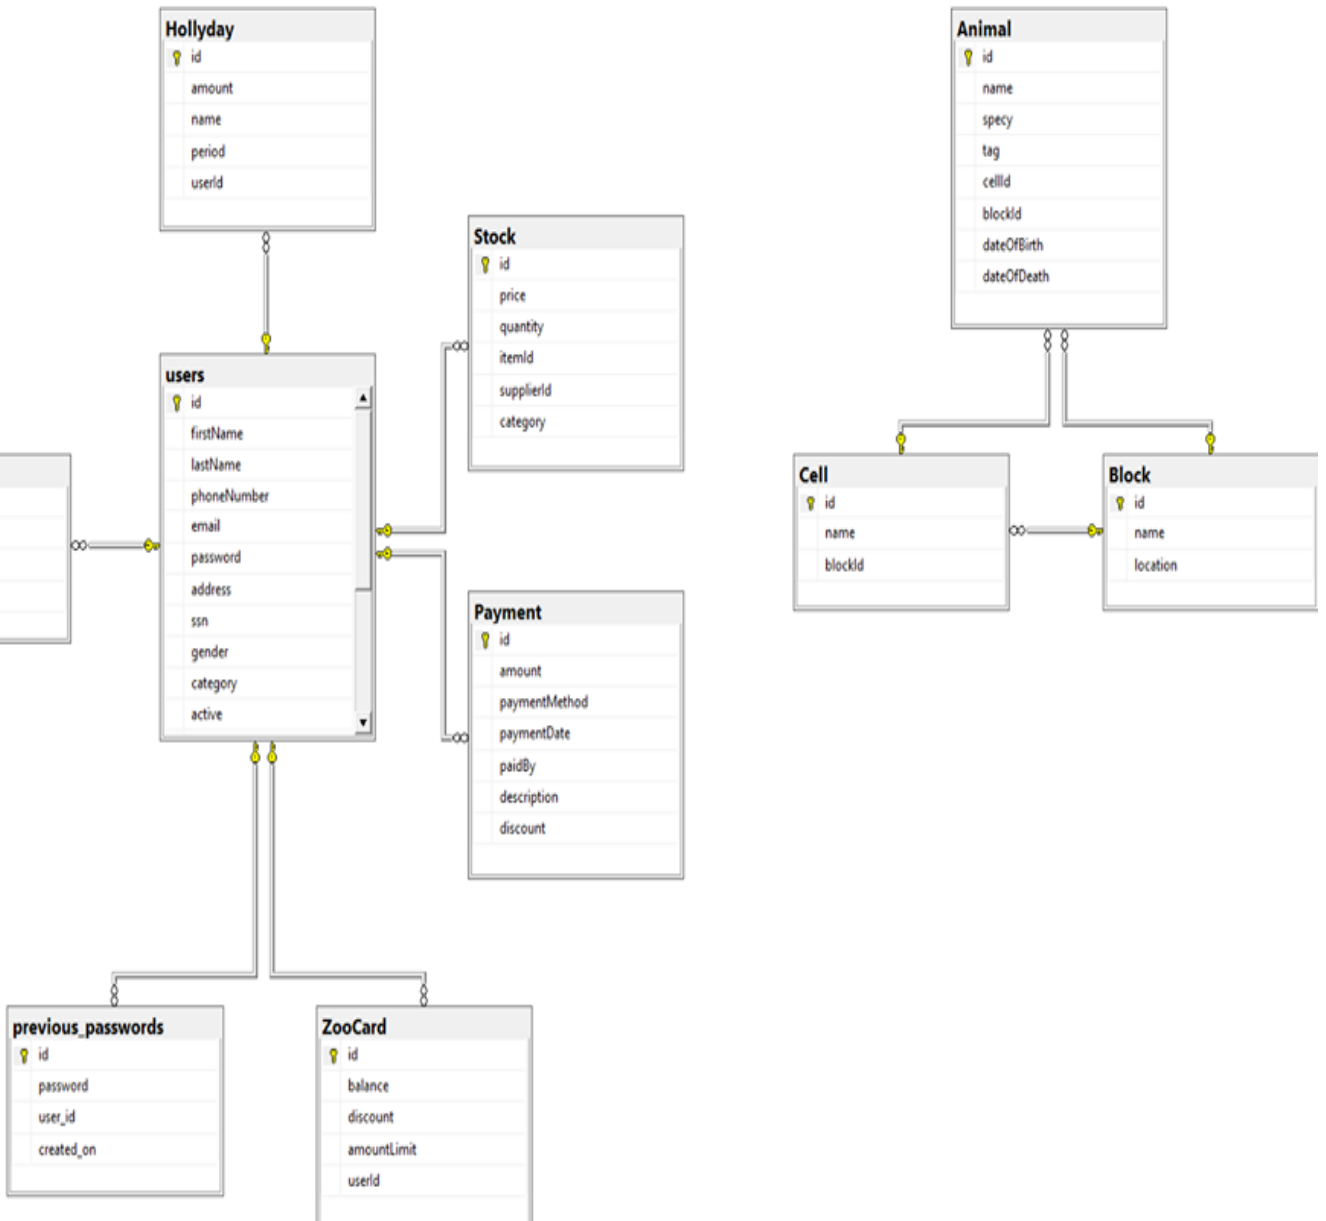 Hollyday
id
amount
name
period
userId
Animal
id
name
specy
tag
cellId
blockId
dateOfBirth
dateOfDeath
Stock
id
price
quantity
itemId
supplierId
category
users
id
firstName
lastName
phoneNumber
email
password
address
ssn
gender
category
active
Cell
id
name
blockId
Block
id
name
location
Payment
id
amount
paymentMethod
paymentDate
paidBy
description
discount
previous_passwords
id
password
user_id
created_on
ZooCard
id
balance
discount
amountLimit
userId